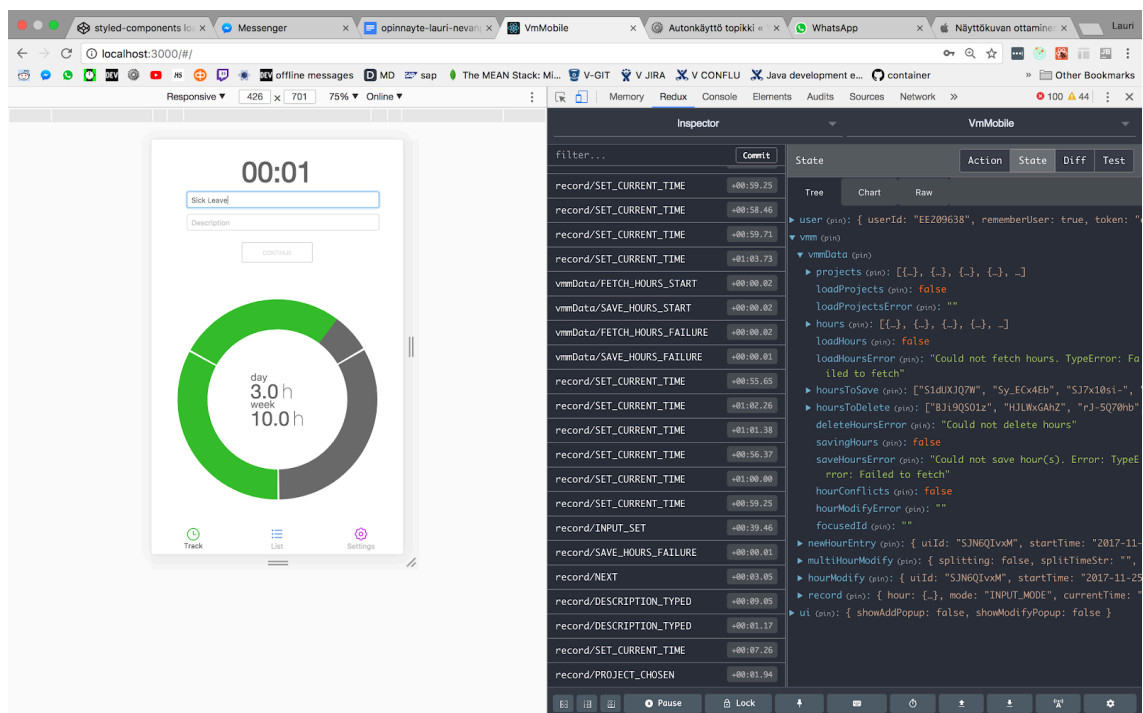 styled-components lo
Messenger
opinnayte-lauri-nevanp
VmMobile
Autonkäyttö topikki «
WhatsApp
Näyttökuvan ottaminen
Lauri
localhost:3000/#/
DEV
HS
DEV offline messages
MD
sap
The MEAN Stack: Mi...
V-GIT
V JIRA
V CONFLU
Java development e...
container
»
Other Bookmarks
Responsive ▼ 426 x 701 75% ▼ Online ▼
Memory Redux Console Elements Audits Sources Network » 100 44
00:01
Sick Leave
Description
CONTINUE
day
3.0 h
week
10.0 h
Track List Settings
Inspector
VmMobile
filter... Commit
record/SET_CURRENT_TIME +00:59.25
record/SET_CURRENT_TIME +00:58.46
record/SET_CURRENT_TIME +00:59.71
record/SET_CURRENT_TIME +01:03.73
vmmData/FETCH_HOURS_START +00:00.02
vmmData/SAVE_HOURS_START +00:00.02
vmmData/FETCH_HOURS_FAILURE +00:00.02
vmmData/SAVE_HOURS_FAILURE +00:00.01
record/SET_CURRENT_TIME +00:55.65
record/SET_CURRENT_TIME +01:02.26
record/SET_CURRENT_TIME +01:01.38
record/SET_CURRENT_TIME +00:56.37
record/SET_CURRENT_TIME +01:00.00
record/SET_CURRENT_TIME +00:59.25
record/INPUT_SET +00:39.46
record/SAVE_HOURS_FAILURE +00:00.01
record/NEXT +00:03.05
record/DESCRIPTION_TYPED +00:09.05
record/DESCRIPTION_TYPED +00:01.17
record/SET_CURRENT_TIME +00:07.26
record/PROJECT_CHOSEN +00:01.94
State Action State Diff Test
Tree Chart Raw
user (pin): { userId: "EE209638", rememberUser: true, token: "
vmm (pin)
vmmData (pin)
projects (pin): [{…}, {…}, {…}, {…}, …]
loadProjects (pin): false
loadProjectsError (pin): ""
hours (pin): [{…}, {…}, {…}, {…}, …]
loadHours (pin): false
loadHoursError (pin): "Could not fetch hours. TypeError: Fa
iled to fetch"
hoursToSave (pin): ["S1dUXJQ7W", "Sy_ECx4Eb", "SJ7x10si-", "
hoursToDelete (pin): ["BJi9QSO1z", "HJLWxGAhZ", "rJ-5Q70hb"
deleteHoursError (pin): "Could not delete hours"
savingHours (pin): false
saveHoursError (pin): "Could not save hour(s). Error: TypeE
rror: Failed to fetch"
hourConflicts (pin): false
hourModifyError (pin): ""
focusedId (pin): ""
newHourEntry (pin): { uiId: "SJN6QIvxM", startTime: "2017-11-
multiHourModify (pin): { splitting: false, splitTimeStr: "",
hourModify (pin): { uiId: "SJN6QIvxM", startTime: "2017-11-25
record (pin): { hour: {…}, mode: "INPUT_MODE", currentTime: "
ui (pin): { showAddPopup: false, showModifyPopup: false }
Pause Lock